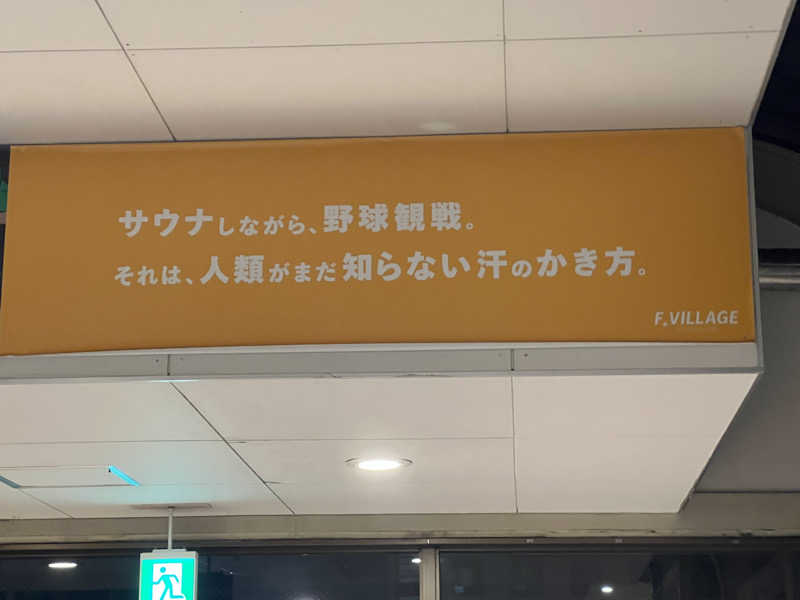 サウナしながら、野球観戦。
それは、人類がまだ知らない汗のかき方。
F VILLAGE